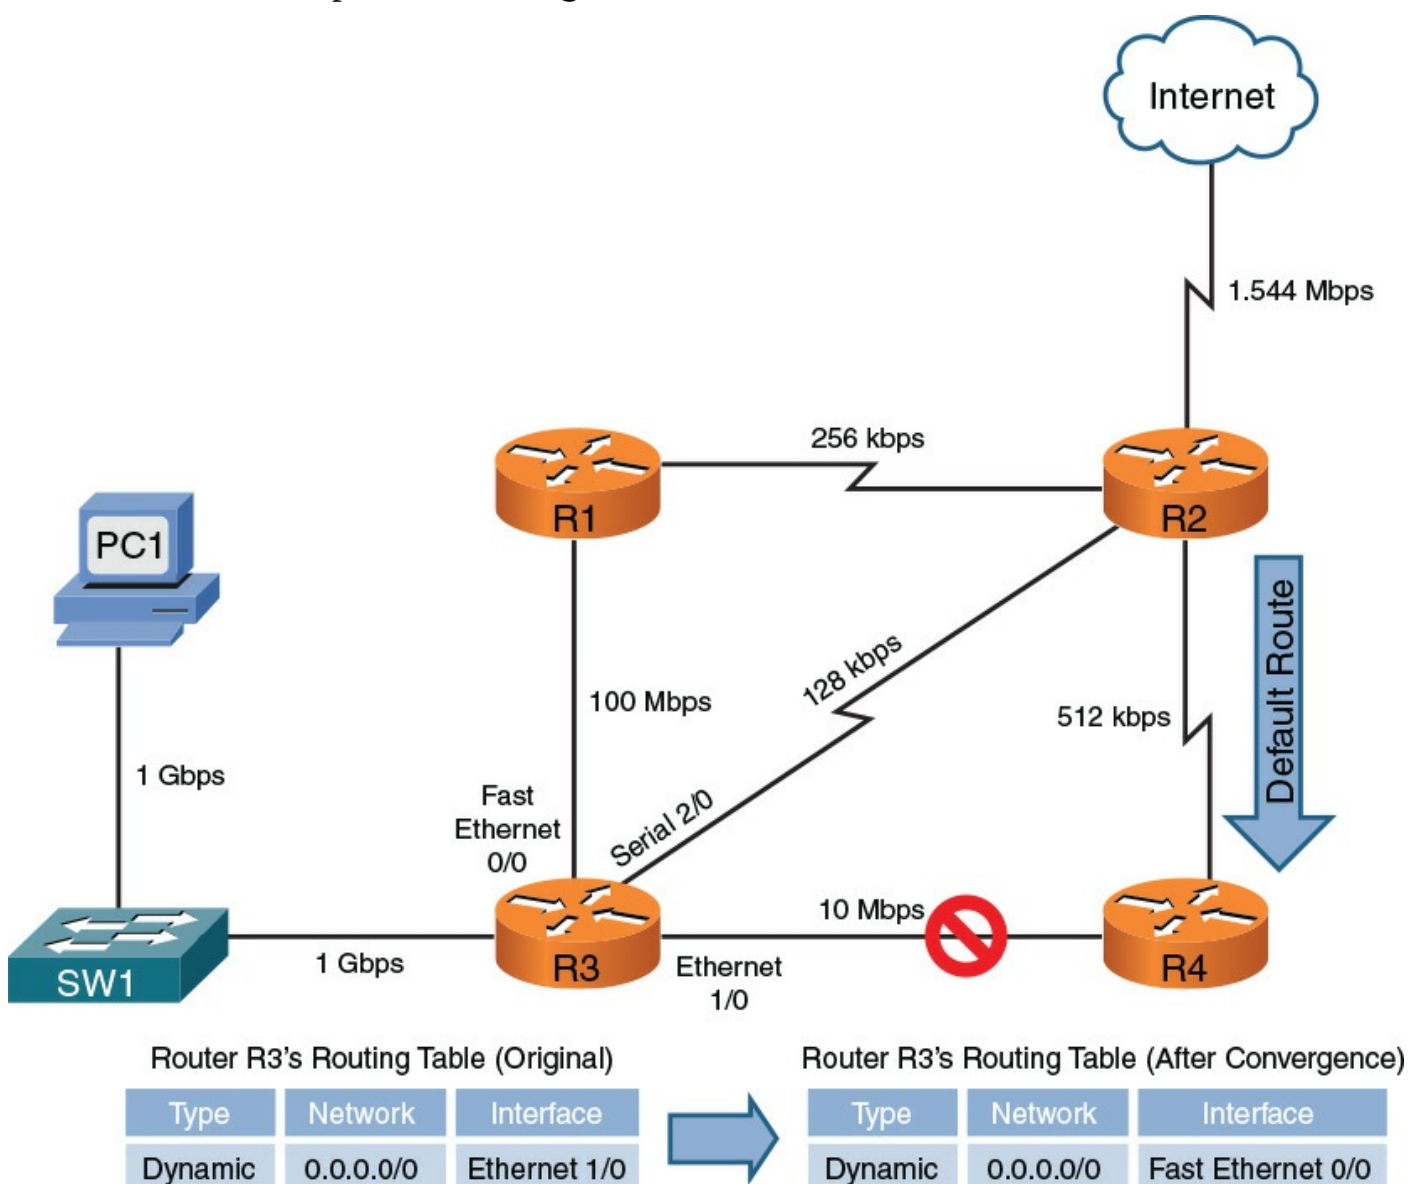 Internet
1.544 Mbps
256 kbps
R1
R2
PC1
Default Route
128 kbps
100 Mbps
512 kbps
1 Gbps
Fast
Ethernet
0/0
Serial 2/0
10 Mbps
SW1
1 Gbps
R3
Ethernet
1/0
R4
Router R3's Routing Table (Original)
Router R3's Routing Table (After Convergence)
Type Network Interface
Type Network Interface
Dynamic 0.0.0.0/0 Ethernet 1/0
Dynamic 0.0.0.0/0 Fast Ethernet 0/0